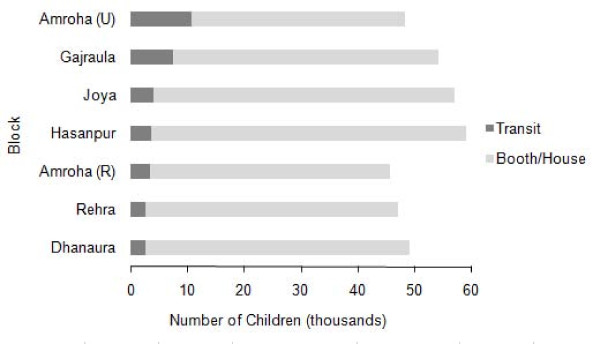 Amroha (U)
Gajraula
Joya
Hasanpur
Amroha (R)
Rehra
Dhanaura
Block
Transit
Booth/House
0 10 20 30 40 50 60
Number of Children (thousands)